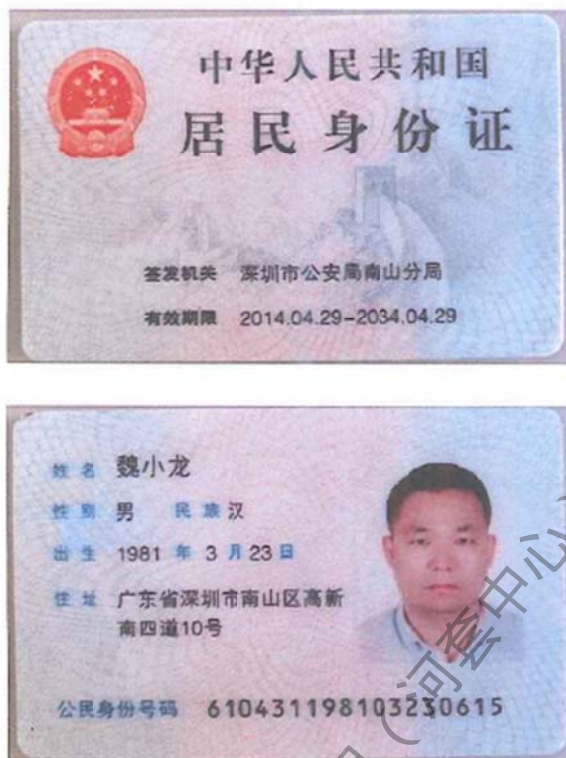 中华人民共和国
居民身份证
签发机关 深圳市公安局南山分局
有效期限 2014.04.29-2034.04.29
姓名 魏小龙
性别 男 民族 汉
出生 1981 年 3 月 23 日
住址 广东省深圳市南山区高新
南四道10号
公民身份号码 610431198103230615
（河套中心）